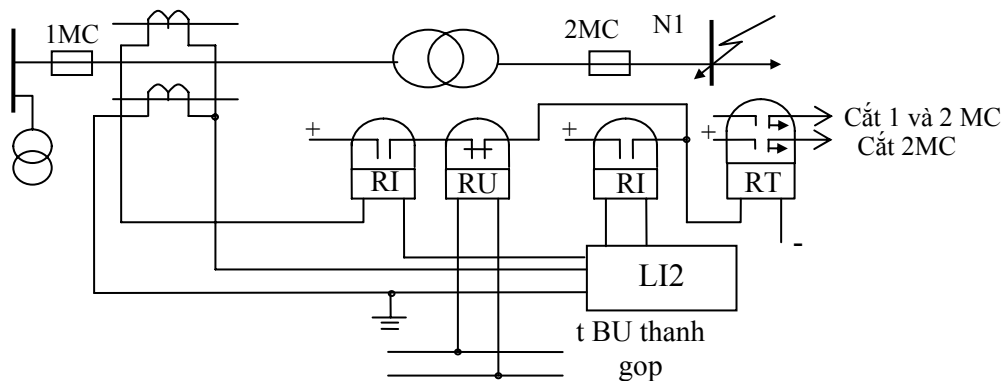 1MC
2MC
N1
+
+
+
Cắt 1 và 2 MC
Cắt 2MC
RI
RU
RI
RT
-
LI2
t BU thanh
gop